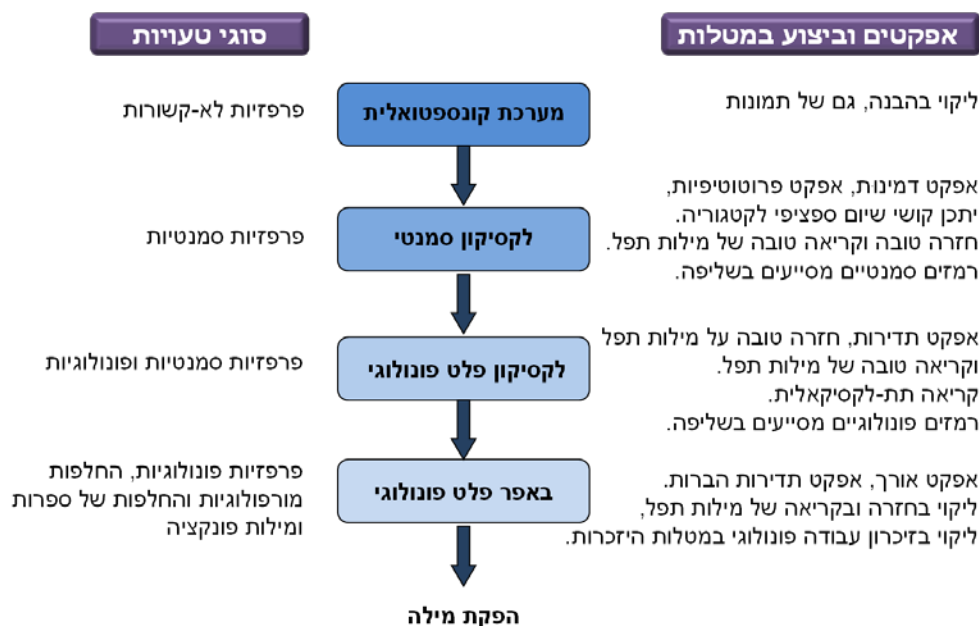 אפקטים וביצוע במטלות
סוגי טעויות
ליקוי בהבנה, גם של תמונות
מערכת קונספטואלית
פרפזיות לא-קשורות
אפקט דמינות, אפקט פרוטוטיפיות,
יתכן קושי שיום ספציפי לקטגוריה.
חזרה טובה וקריאה טובה של מילות תפל.
רמזים סמנטיים מסייעים בשליפה.
לקסיקון סמנטי
פרפזיות סמנטיות
אפקט תדירות, חזרה טובה על מילות תפל
וקריאה טובה של מילות תפל.
קריאה תת-לקסיקאלית.
רמזים פונולוגיים מסייעים בשליפה.
לקסיקון פלט פונולוגי
פרפזיות סמנטיות ופונולוגיות
אפקט אורך, אפקט תדירות הברות.
ליקוי בחזרה ובקריאה של מילות תפל,
ליקוי בזיכרון עבודה פונולוגי במטלות היזכרות.
באפר פלט פונולוגי
פרפזיות פונולוגיות, החלפות
מורפולוגיות והחלפות של ספרות
ומילות פונקציה
הפקת מילה